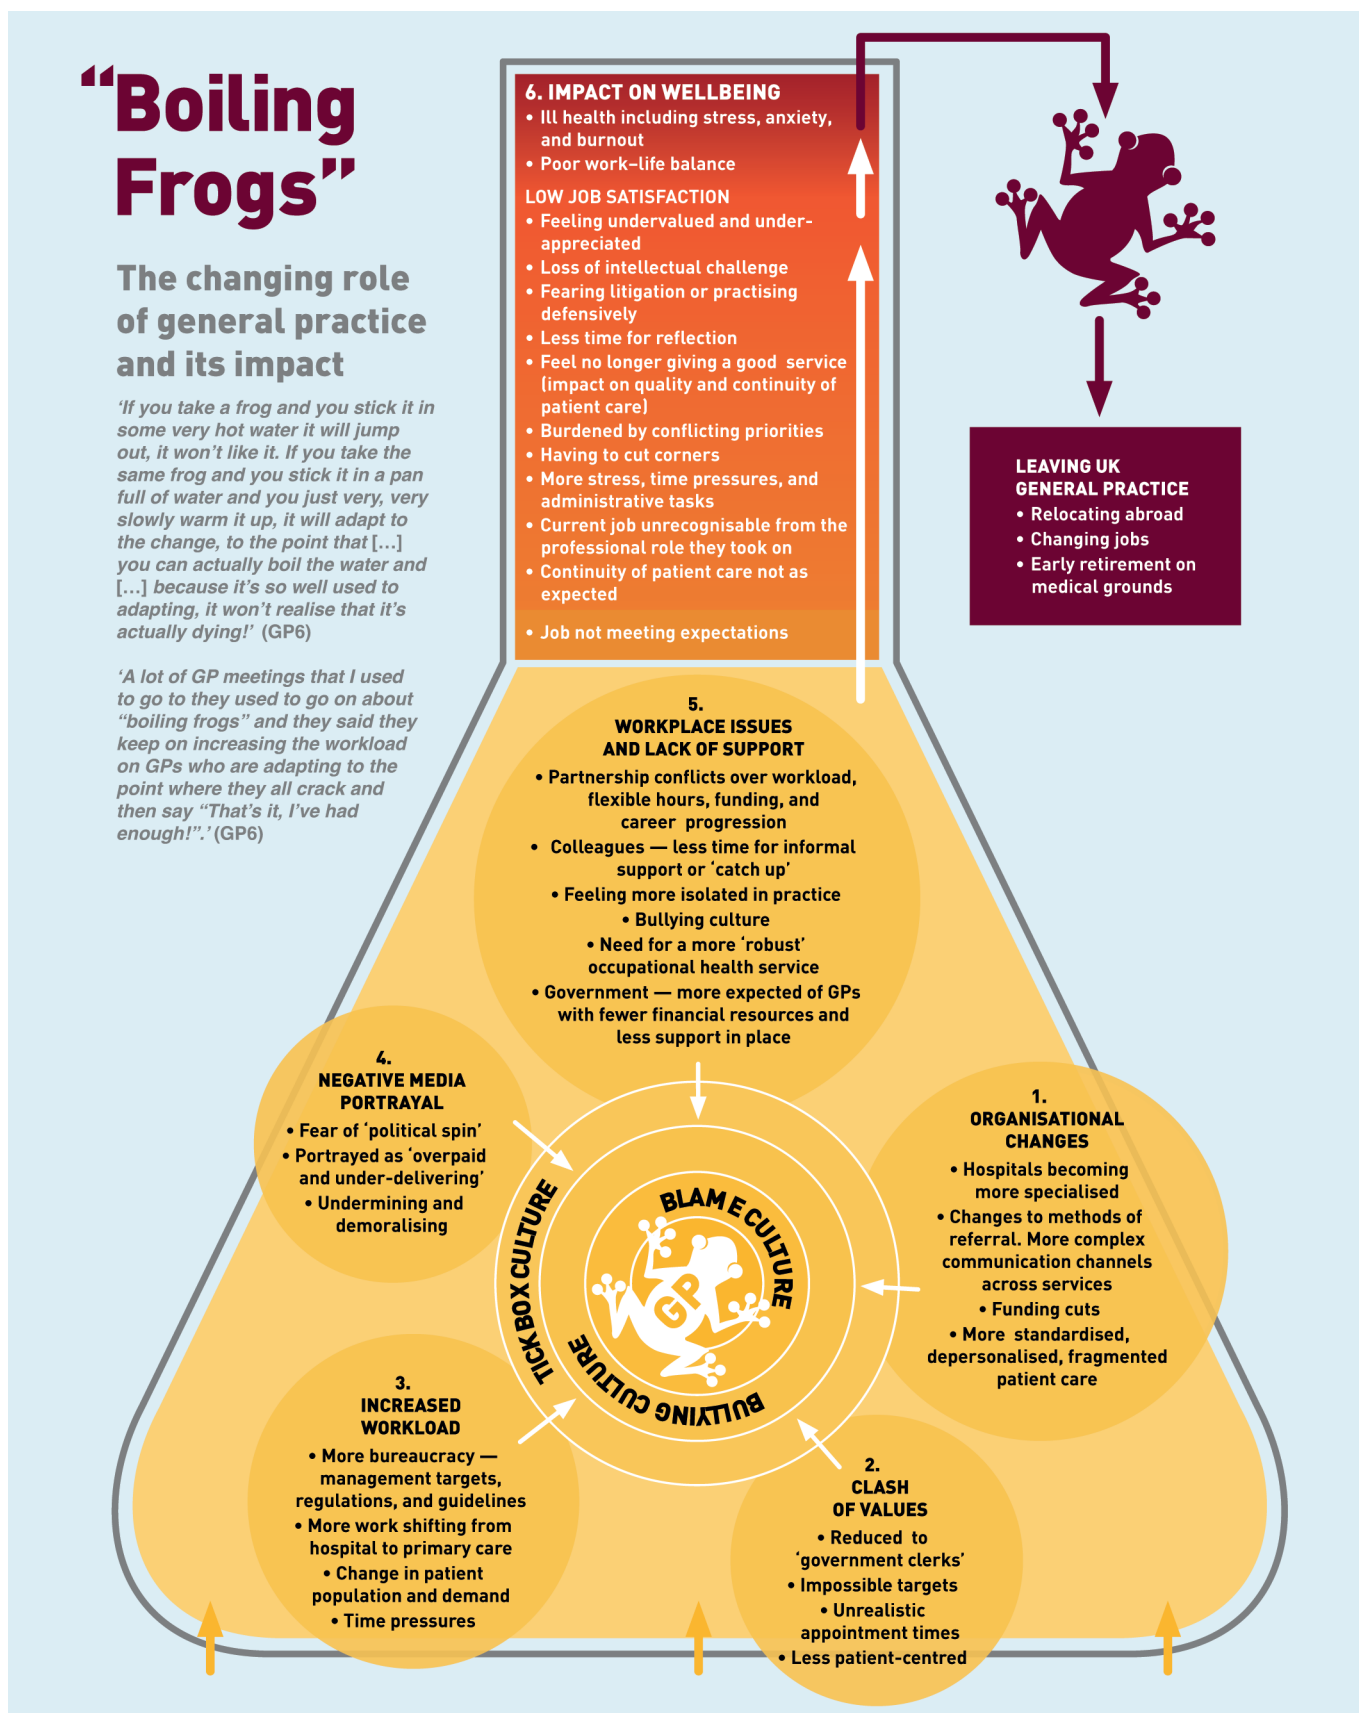 “Boiling
Frogs”
The changing role
of general practice
and its impact
‘If you take a frog and you stick it in
some very hot water it will jump
out, it won’t like it. If you take the
same frog and you stick it in a pan
full of water and you just very, very
slowly warm it up, it will adapt to
the change, to the point that [...]
you can actually boil the water and
[...] because it’s so well used to
adapting, it won’t realise that it’s
actually dying!’ (GP6)
‘A lot of GP meetings that I used
to go to they used to go on about
“boiling frogs” and they said they
keep on increasing the workload
on GPs who are adapting to the
point where they all crack and
then say “That’s it, I’ve had
enough!”.’ (GP6)
6. IMPACT ON WELLBEING
• Ill health including stress, anxiety,
and burnout
• Poor work–life balance
LOW JOB SATISFACTION
• Feeling undervalued and under-
appreciated
• Loss of intellectual challenge
• Fearing litigation or practising
defensively
• Less time for reflection
• Feel no longer giving a good service
(impact on quality and continuity of
patient care)
• Burdened by conflicting priorities
• Having to cut corners
• More stress, time pressures, and
administrative tasks
• Current job unrecognisable from the
professional role they took on
• Continuity of patient care not as
expected
• Job not meeting expectations
LEAVING UK
GENERAL PRACTICE
• Relocating abroad
• Changing jobs
• Early retirement on
medical grounds
5.
WORKPLACE ISSUES
AND LACK OF SUPPORT
• Partnership conflicts over workload,
flexible hours, funding, and
career progression
• Colleagues — less time for informal
support or ‘catch up’
• Feeling more isolated in practice
• Bullying culture
• Need for a more ‘robust’
occupational health service
• Government — more expected of GPs
with fewer financial resources and
less support in place
4.
NEGATIVE MEDIA
PORTRAYAL
• Fear of ‘political spin’
• Portrayed as ‘overpaid
and under-delivering’
• Undermining and
demoralising
1.
ORGANISATIONAL
CHANGES
• Hospitals becoming
more specialised
• Changes to methods of
referral. More complex
communication channels
across services
• Funding cuts
• More standardised,
depersonalised, fragmented
patient care
TICK BOX CULTURE
BLAME CULTURE
GP
BULLYING CULTURE
3.
INCREASED
WORKLOAD
• More bureaucracy —
management targets,
regulations, and guidelines
• More work shifting from
hospital to primary care
• Change in patient
population and demand
• Time pressures
2.
CLASH
OF VALUES
• Reduced to
‘government clerks’
• Impossible targets
• Unrealistic
appointment times
• Less patient-centred